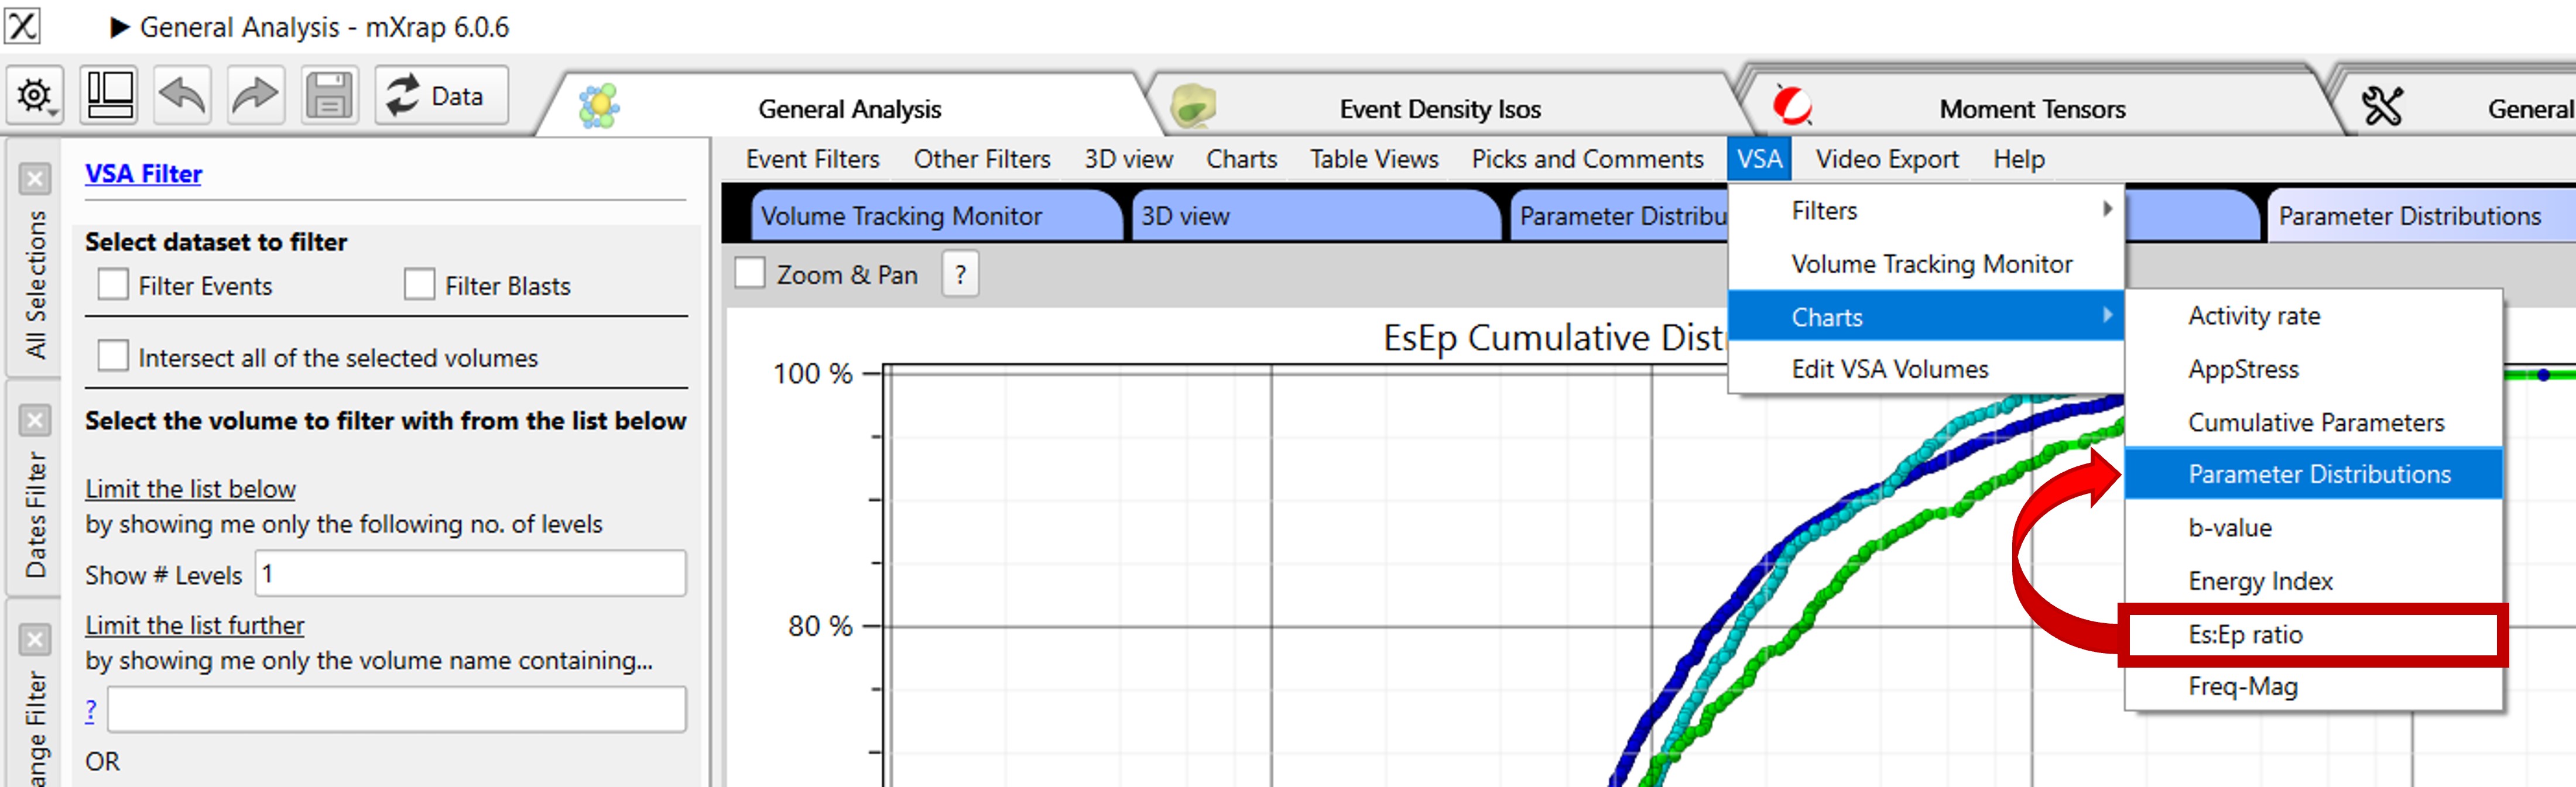 General Analysis - mXrap 6.0.6
Data
General Analysis
Event Density Isos
Moment Tensors
General
Event Filters Other Filters 3D view Charts Table Views Picks and Comments VSA Video Export Help
Volume Tracking Monitor
3D view
Parameter Distribu
Parameter Distributions
Zoom & Pan
?
All Selections
Dates Filter
ange Filter
VSA Filter
Select dataset to filter
Filter Events Filter Blasts
Intersect all of the selected volumes
Select the volume to filter with from the list below
Limit the list below
by showing me only the following no. of levels
Show # Levels 1
Limit the list further
by showing me only the volume name containing...
?
OR
EsEp Cumulative Dist
100 %
80 %
Filters
Volume Tracking Monitor
Charts
Edit VSA Volumes
Activity rate
AppStress
Cumulative Parameters
Parameter Distributions
b-value
Energy Index
Es:Ep ratio
Freq-Mag